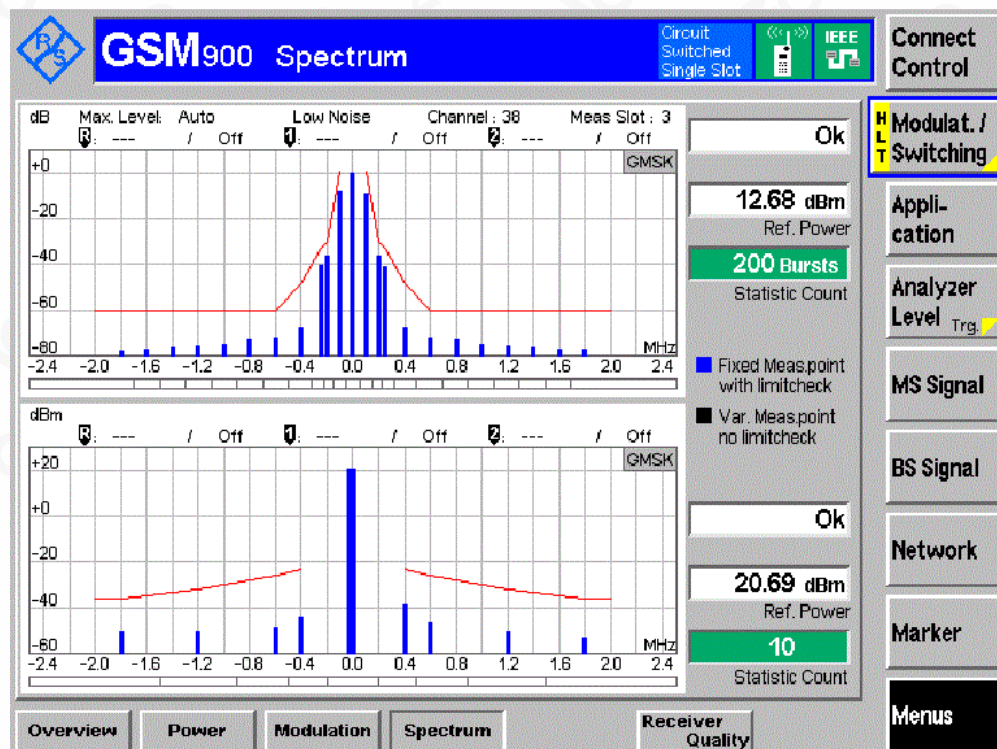 R/S GSM900 Spectrum
Circuit
Switched
Single Slot
IEEE
dB Max. Level: Auto Low Noise Channel : 38 Meas Slot : 3
R: --- / Off 1: --- / Off 2: --- / Off
GMSK
+0
-20
-40
-60
-80
MHz
-2.4 -2.0 -1.6 -1.2 -0.8 -0.4 0.0 0.4 0.8 1.2 1.6 2.0 2.4
Ok
12.68 dBm
Ref. Power
200 Bursts
Statistic Count
Fixed Meas.point
with limitcheck
Var. Meas.point
no limitcheck
dBm
R: --- / Off 1: --- / Off 2: --- / Off
GMSK
+20
+0
-20
-40
-60
MHz
-2.4 -2.0 -1.6 -1.2 -0.8 -0.4 0.0 0.4 0.8 1.2 1.6 2.0 2.4
Ok
20.69 dBm
Ref. Power
10
Statistic Count
Connect
Control
HLT
Modulat. /
Switching
Appli-
cation
Analyzer
Level Trg.
MS Signal
BS Signal
Network
Marker
Menus
Overview
Power
Modulation
Spectrum
Receiver
Quality